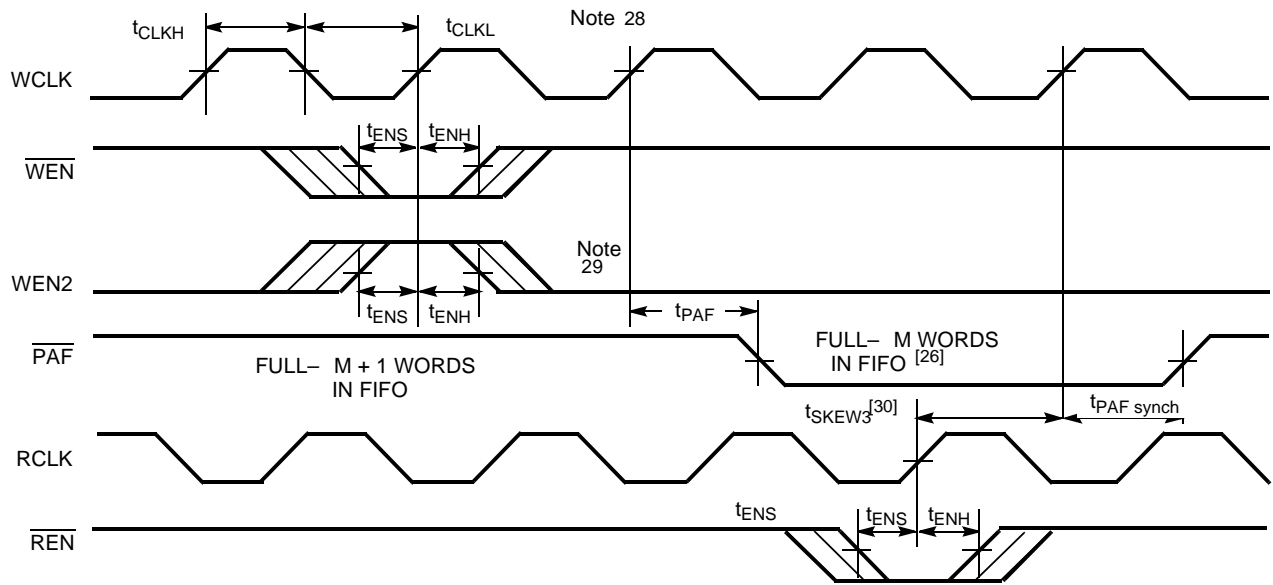 tCLKH
tCLKL
Note 28
WCLK
tENS
tENH
WEN
WEN2
Note
29
tENS
tENH
tPAF
PAF
FULL– M + 1 WORDS
IN FIFO
FULL– M WORDS
IN FIFO [26]
tSKEW3[30]
tPAF synch
RCLK
tENS
tENS
tENH
REN